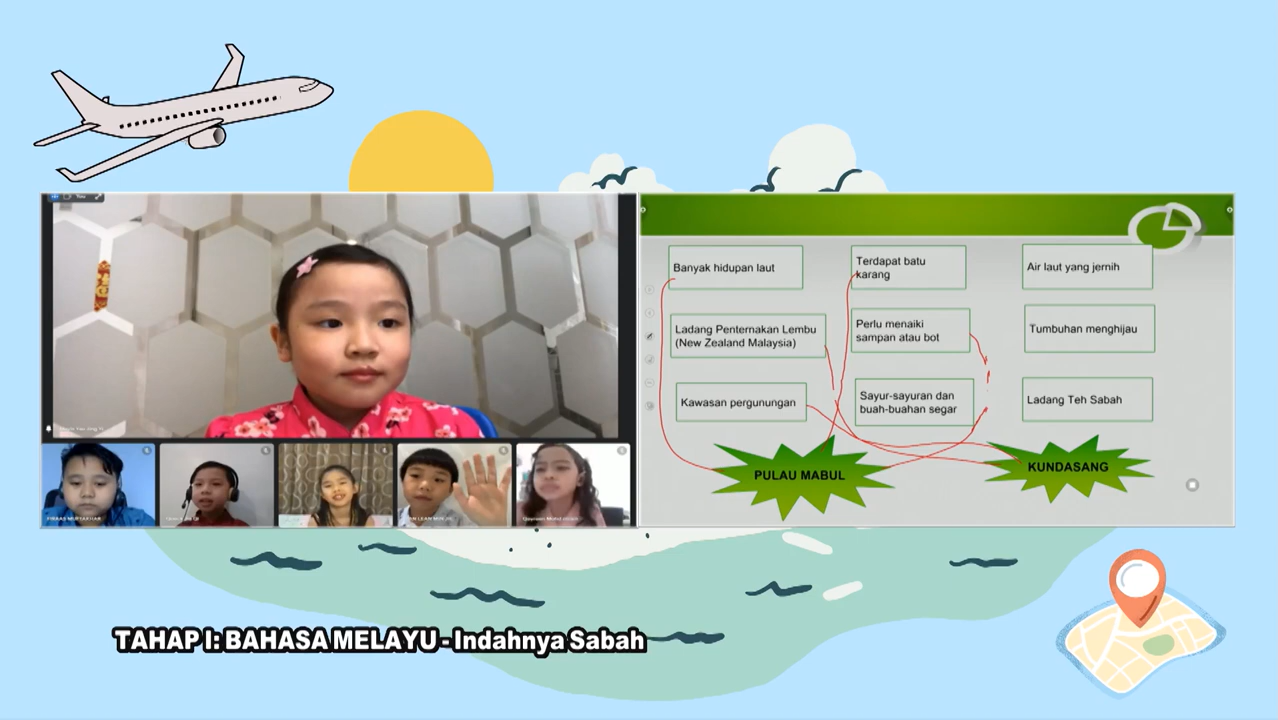 Banyak hidupan laut
Terdapat batu
karang
Air laut yang jernih
Ladang Penternakan Lembu
(New Zealand Malaysia)
Perlu menaiki
sampan atau bot
Tumbuhan menghijau
Kawasan pergunungan
Sayur-sayuran dan
buah-buahan segar
Ladang Teh Sabah
PULAU MABUL
KUNDASANG
TAHAP I: BAHASA MELAYU - Indahnya Sabah